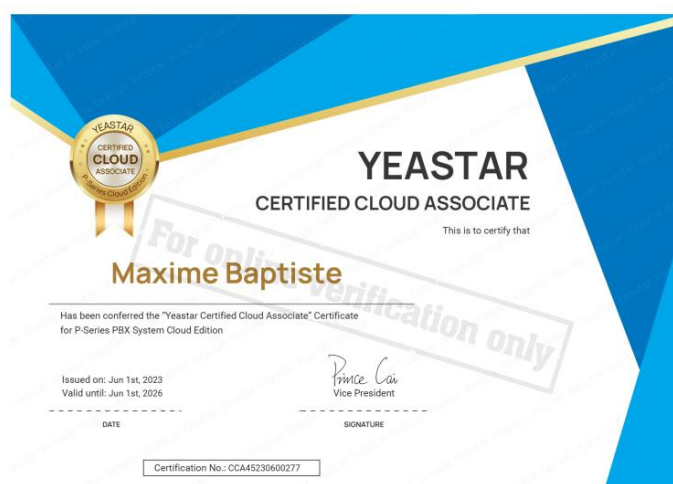 YEASTAR
CERTIFIED
CLOUD
ASSOCIATE
P-Series Cloud Edition
YEASTAR
CERTIFIED CLOUD ASSOCIATE
This is to certify that
For online verification only
Maxime Baptiste
Has been conferred the "Yeastar Certified Cloud Associate" Certificate
for P-Series PBX System Cloud Edition
Issued on: Jun 1st, 2023
Valid until: Jun 1st, 2026
DATE
Prince Cai
Vice President
SIGNATURE
Certification No.: CCA45230600277